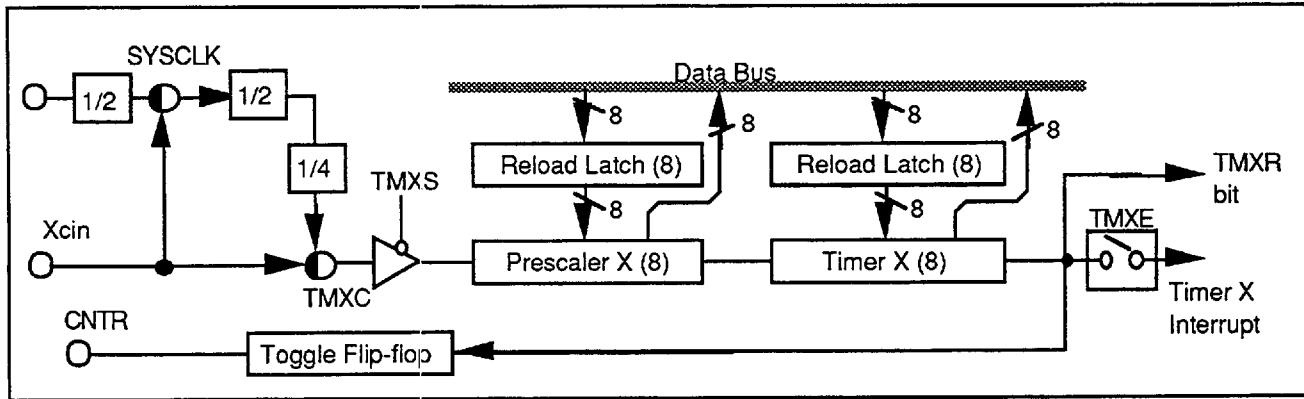 SYSCLK
1/2
1/2
Data Bus
8
8
8
8
1/4
Reload Latch (8)
Reload Latch (8)
TMXS
8
8
TMXR
bit
Xcin
TMXE
Prescaler X (8)
Timer X (8)
TMXC
Timer X
Interrupt
CNTR
Toggle Flip-flop